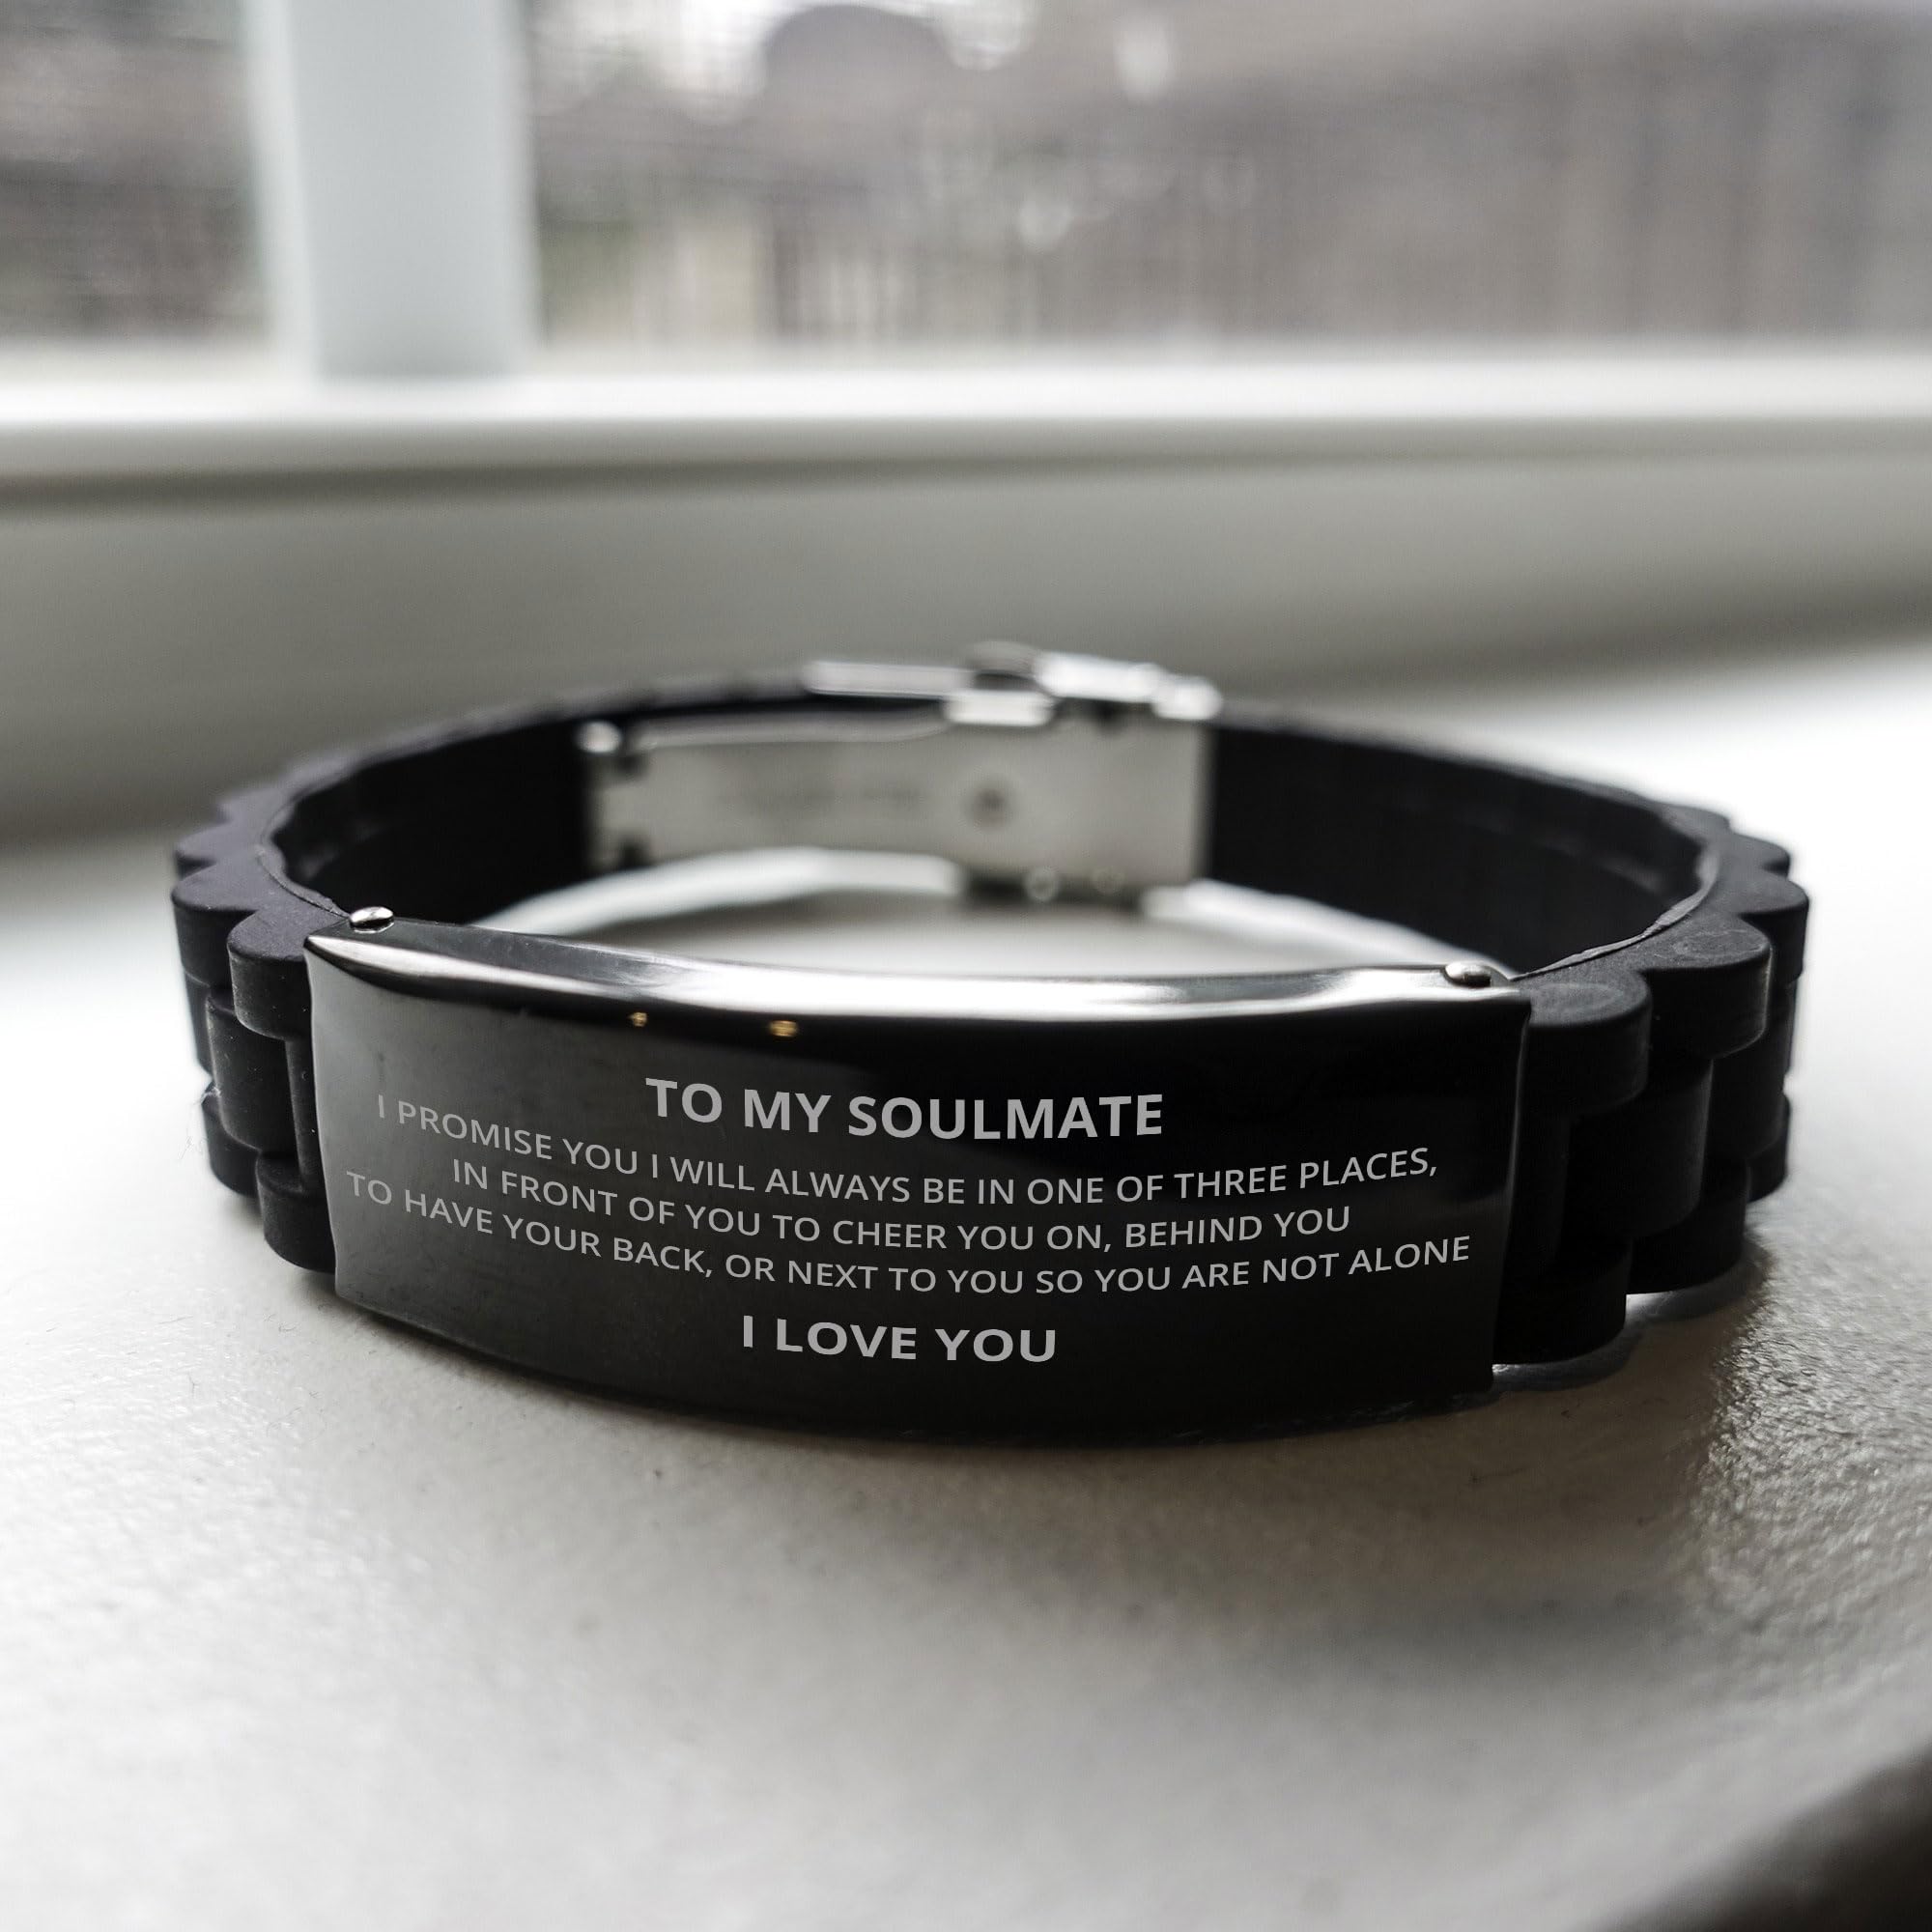 TO MY SOULMATE
I PROMISE YOU I WILL ALWAYS BE IN ONE OF THREE PLACES,
IN FRONT OF YOU TO CHEER YOU ON, BEHIND YOU
TO HAVE YOUR BACK, OR NEXT TO YOU SO YOU ARE NOT ALONE
I LOVE YOU